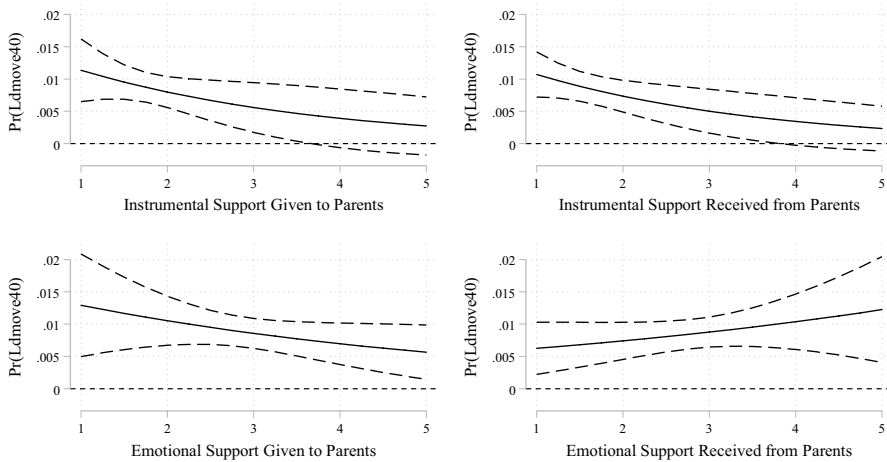 .02
.015
.01
.005
0
Pr(Ldmove40)
1 2 3 4 5
Instrumental Support Given to Parents
.02
.015
.01
.005
0
Pr(Ldmove40)
1 2 3 4 5
Instrumental Support Received from Parents
.02
.015
.01
.005
0
Pr(Ldmove40)
1 2 3 4 5
Emotional Support Given to Parents
.02
.015
.01
.005
0
Pr(Ldmove40)
1 2 3 4 5
Emotional Support Received from Parents